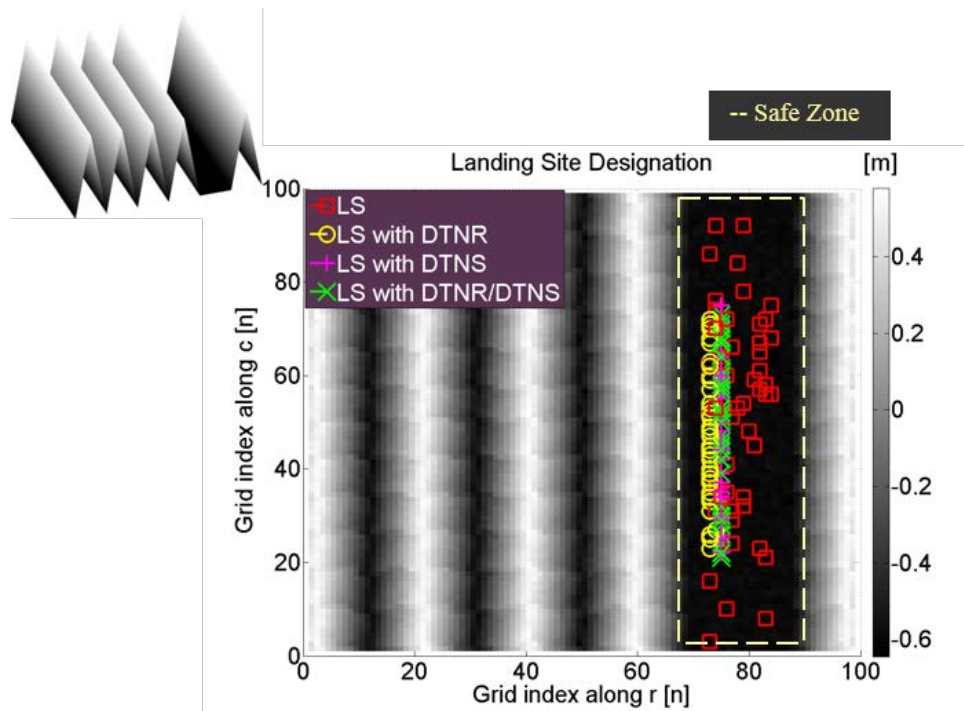 -- Safe Zone
Landing Site Designation
[m]
LS
LS with DTNR
LS with DTNS
LS with DTNR/DTNS
100
80
60
40
20
0
Grid index along c [n]
0 20 40 60 80 100
Grid index along r [n]
0.4
0.2
0
-0.2
-0.4
-0.6